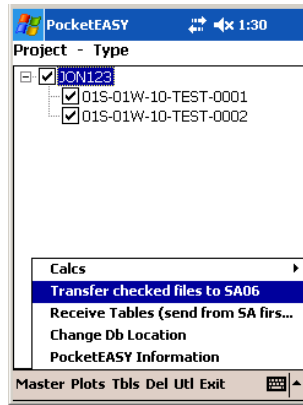 PocketEASY 1:30
Project - Type
JON123
01S-01W-10-TEST-0001
01S-01W-10-TEST-0002
Calcs
Transfer checked files to SA06
Receive Tables (send from SA firs...
Change Db Location
PocketEASY Information
Master Plots Tbls Del Utl Exit